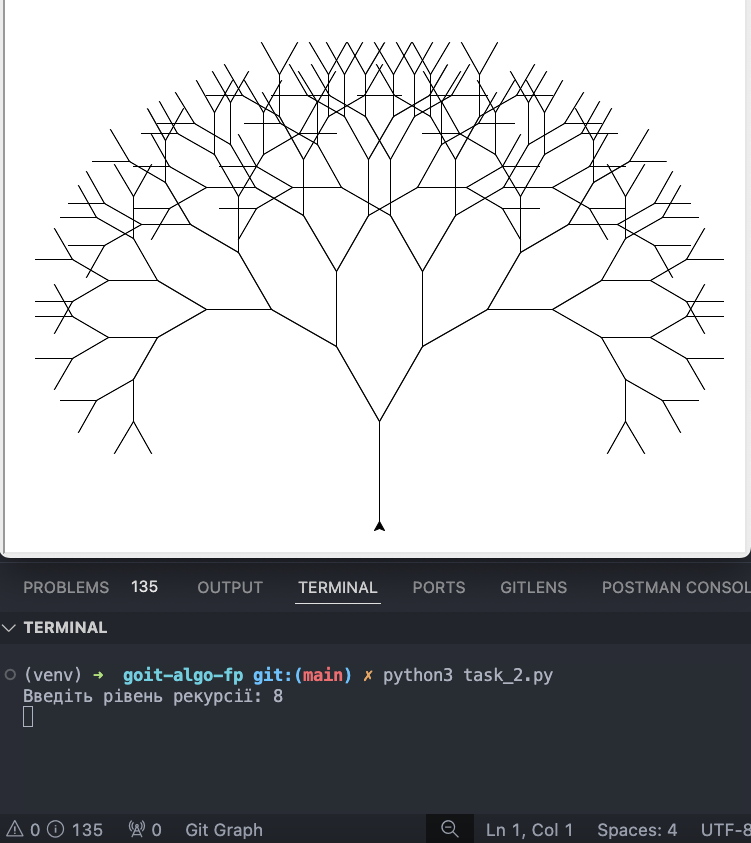 PROBLEMS 135 OUTPUT TERMINAL PORTS GITLENS POSTMAN CONSOL
TERMINAL
(venv) ➜ goit-algo-fp git:(main) ✗ python3 task_2.py
Введіть рівень рекурсії: 8
0 135 0 Git Graph Ln 1, Col 1 Spaces: 4 UTF-8